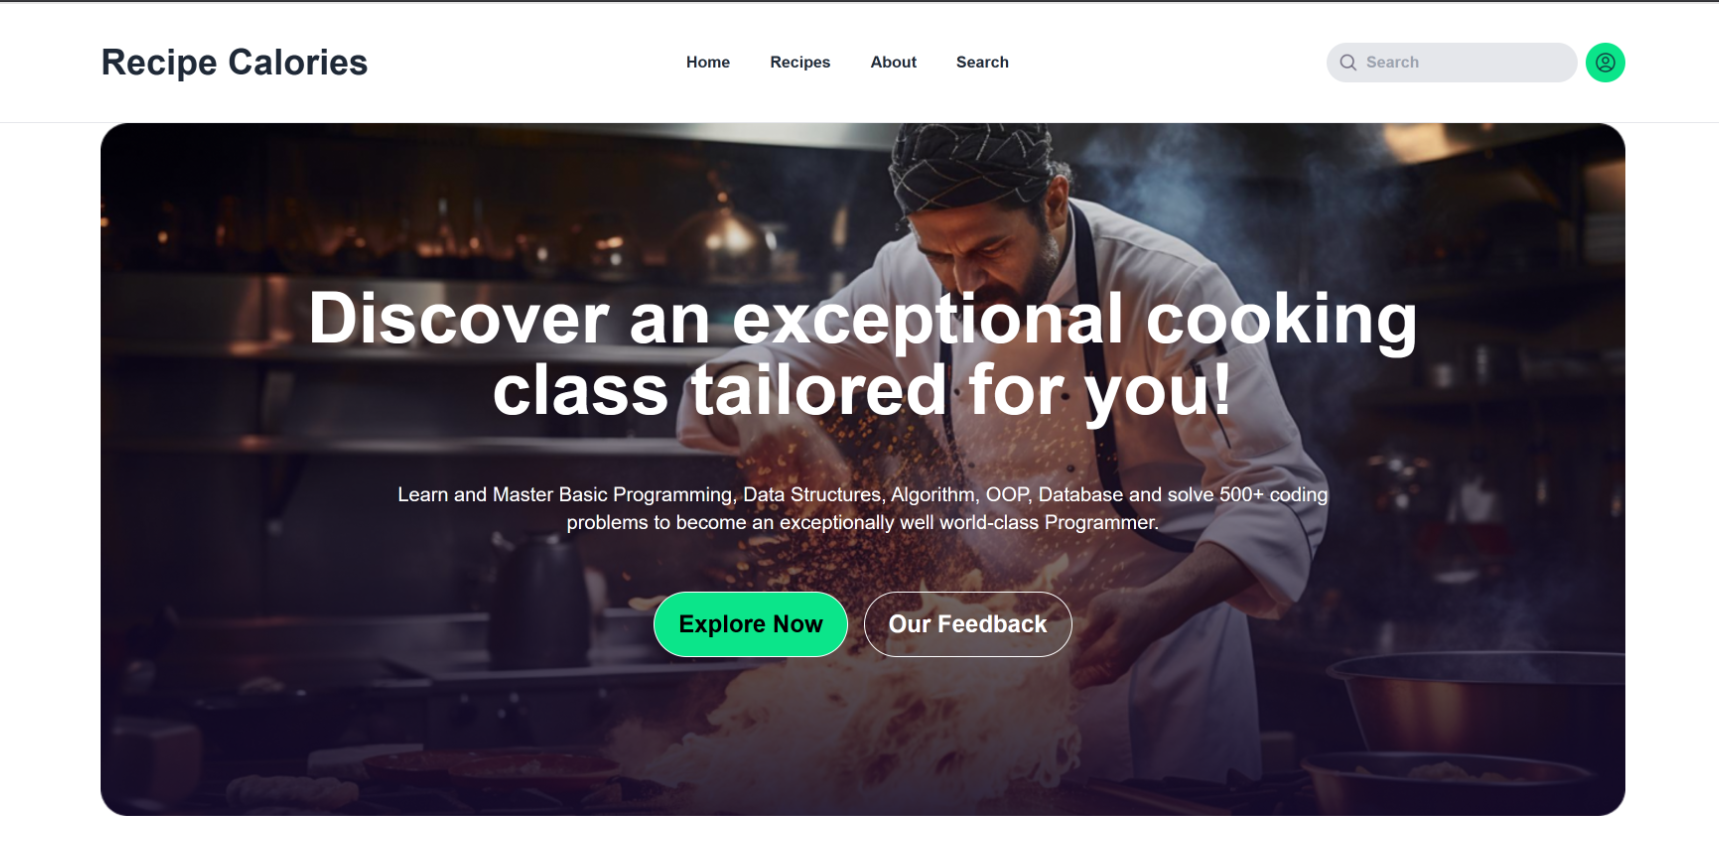 Recipe Calories
Home
Recipes
About
Search
Search
Discover an exceptional cooking
class tailored for you!
Learn and Master Basic Programming, Data Structures, Algorithm, OOP, Database and solve 500+ coding
problems to become an exceptionally well world-class Programmer.
Explore Now
Our Feedback